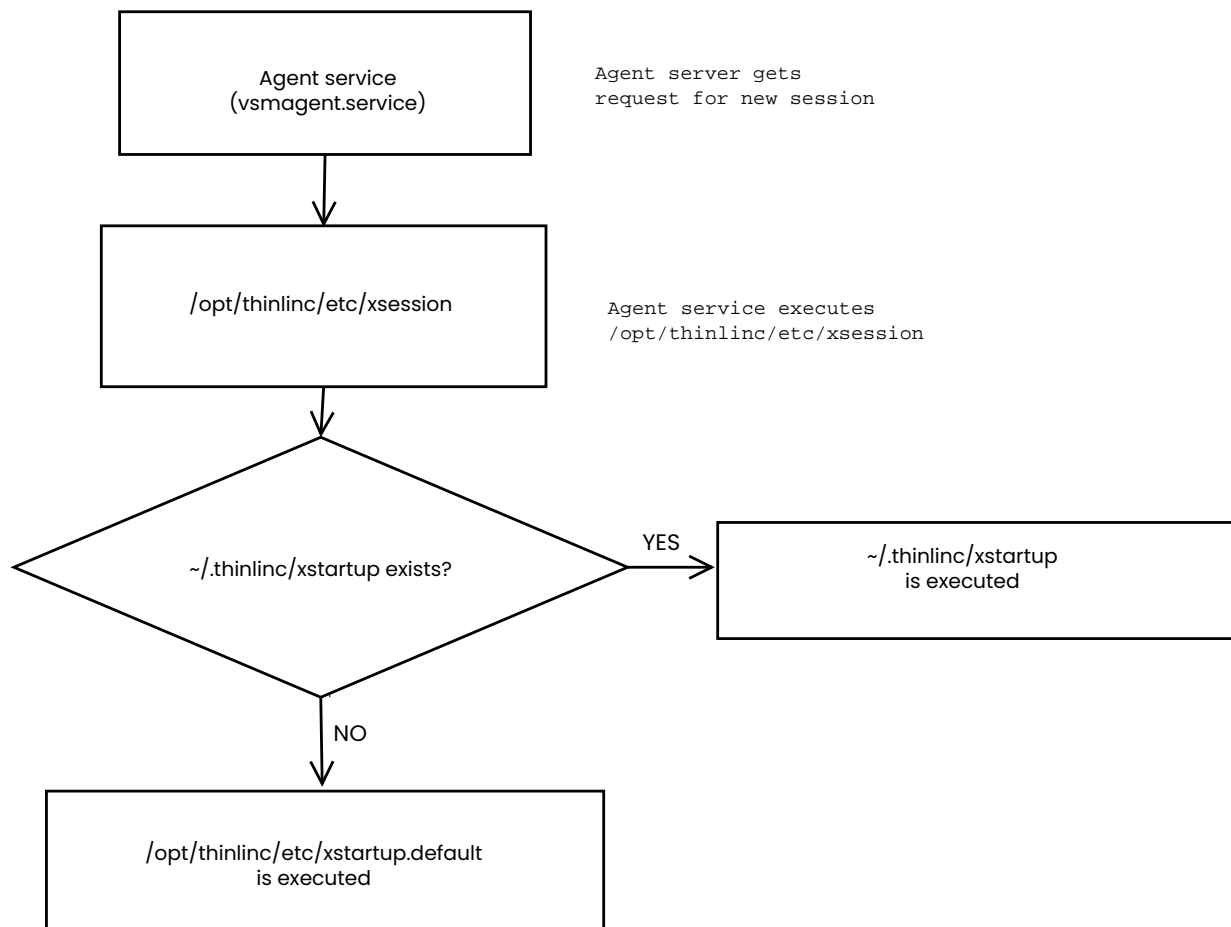 Agent service
(vsmagent.service)
Agent server gets
request for new session
/opt/thinlinc/etc/xsession
Agent service executes
/opt/thinlinc/etc/xsession
~/.thinlinc/xstartup exists?
YES
~/.thinlinc/xstartup
is executed
NO
/opt/thinlinc/etc/xstartup.default
is executed